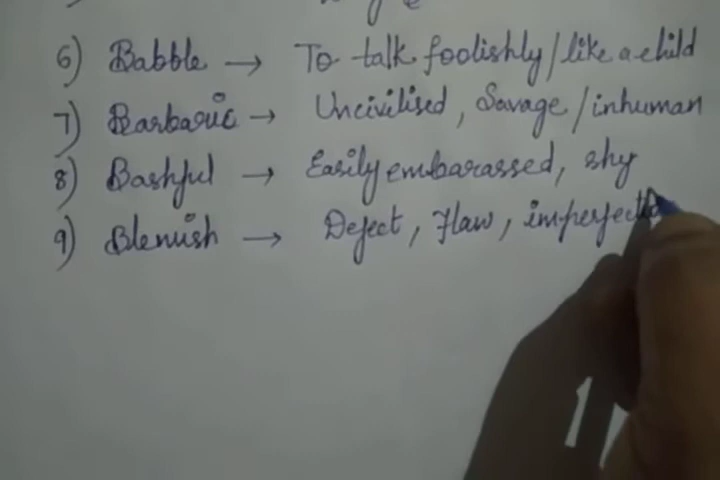 6) Babble → To talk foolishly/like a child
7) Barbaric → Uncivilised, Savage/inhuman
8) Bashful → Easily embarassed, shy
9) Blemish → Defect, Flaw, imperfect